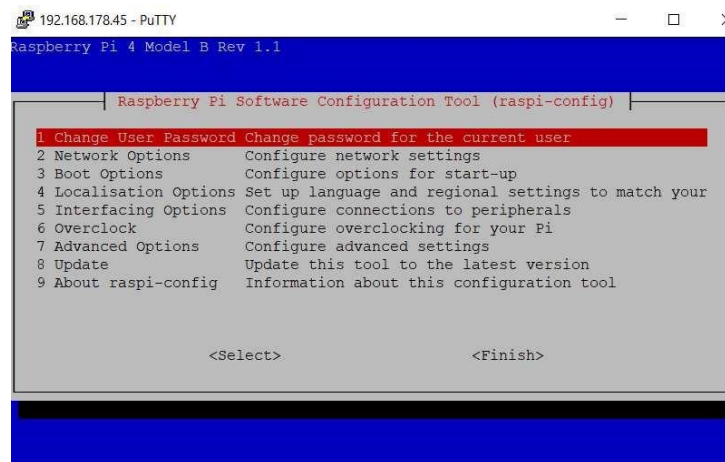 192.168.178.45 - PuTTY
Raspberry Pi 4 Model B Rev 1.1
Raspberry Pi Software Configuration Tool (raspi-config)
1 Change User Password Change password for the current user
2 Network Options Configure network settings
3 Boot Options Configure options for start-up
4 Localisation Options Set up language and regional settings to match your
5 Interfacing Options Configure connections to peripherals
6 Overclock Configure overclocking for your Pi
7 Advanced Options Configure advanced settings
8 Update Update this tool to the latest version
9 About raspi-config Information about this configuration tool
<Select> <Finish>